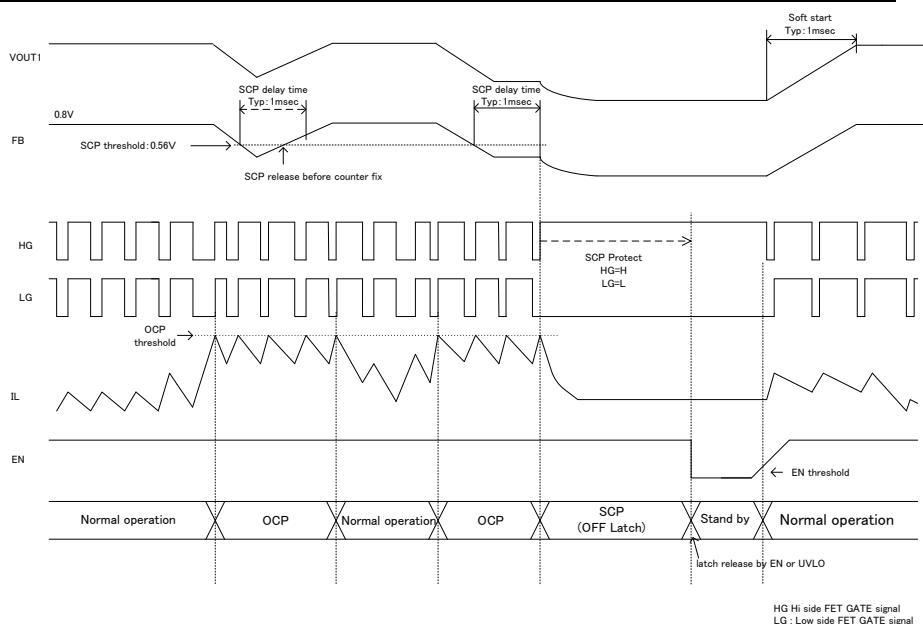 Soft start
Typ:1msec
VOUT1
SCP delay time
Typ:1msec
SCP delay time
Typ:1msec
0.8V
FB
SCP threshold:0.56V
SCP release before counter fix
HG
SCP Protect
HG=H
LG=L
LG
OCP
threshold
IL
EN
EN threshold
Normal operation
OCP
Normal operation
OCP
SCP
(OFF Latch)
Stand by
Normal operation
latch release by EN or UVLO
HG Hi side FET GATE signal
LG : Low side FET GATE signal